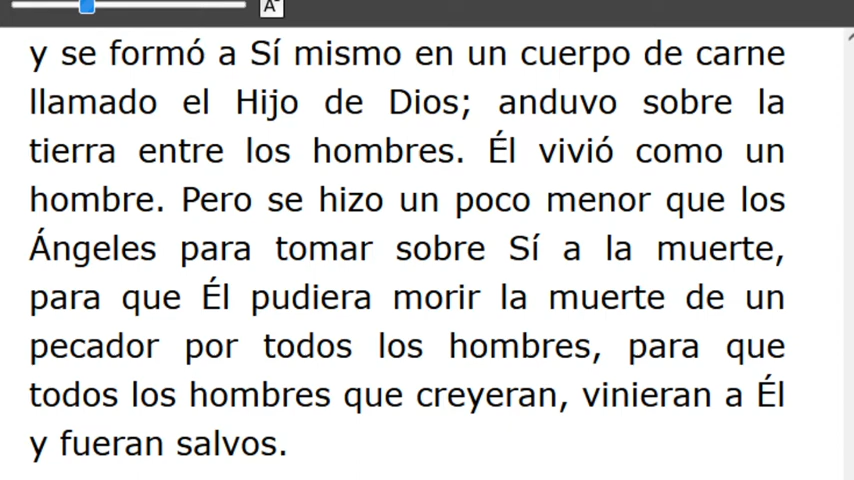 A
y se formó a Sí mismo en un cuerpo de carne
llamado el Hijo de Dios; anduvo sobre la
tierra entre los hombres. Él vivió como un
hombre. Pero se hizo un poco menor que los
Ángeles para tomar sobre Sí a la muerte,
para que Él pudiera morir la muerte de un
pecador por todos los hombres, para que
todos los hombres que creyeran, vinieran a Él
y fueran salvos.